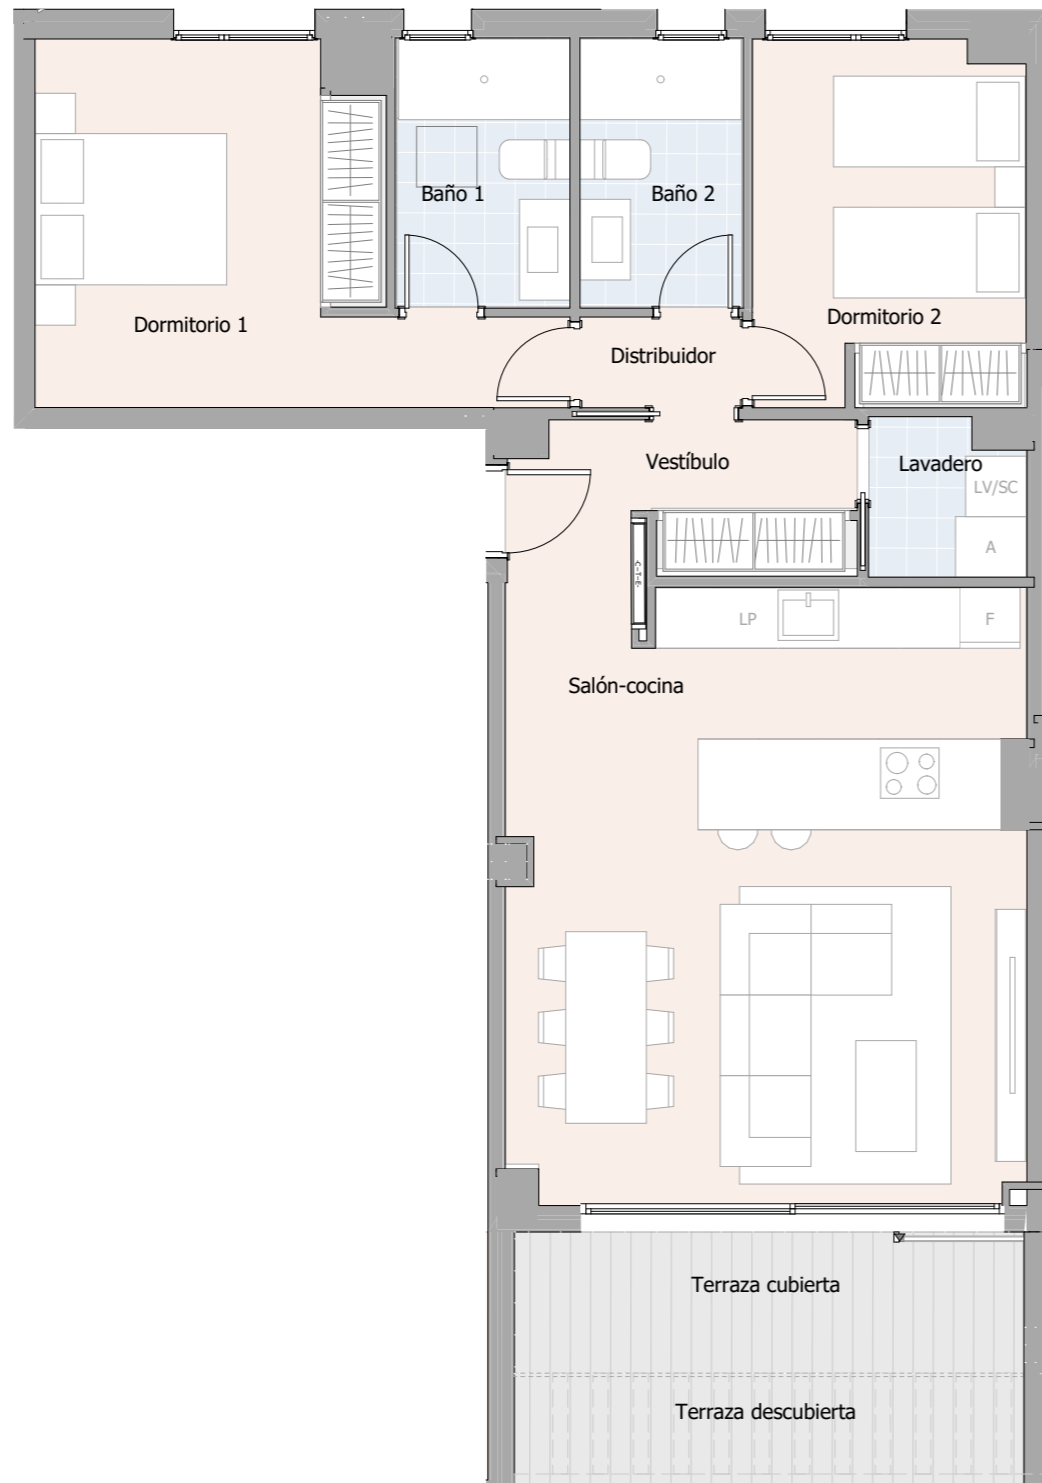 Baño 1
Baño 2
Dormitorio 1
Dormitorio 2
Distribuidor
Vestíbulo
Lavadero
LV/SC
A
LP
F
Salón-cocina
Terraza cubierta
Terraza descubierta